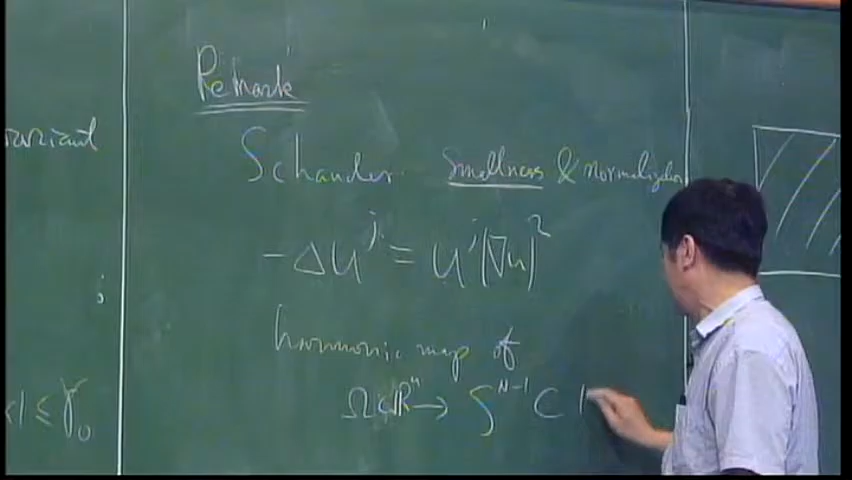 variant
Remark
Schauder Smallness & normalization
-Δu^j = u^j|∇u|^2
harmonic map of
Ω ⊂ ℝ^n → S^{N-1} ⊂
| ≤ γ_0